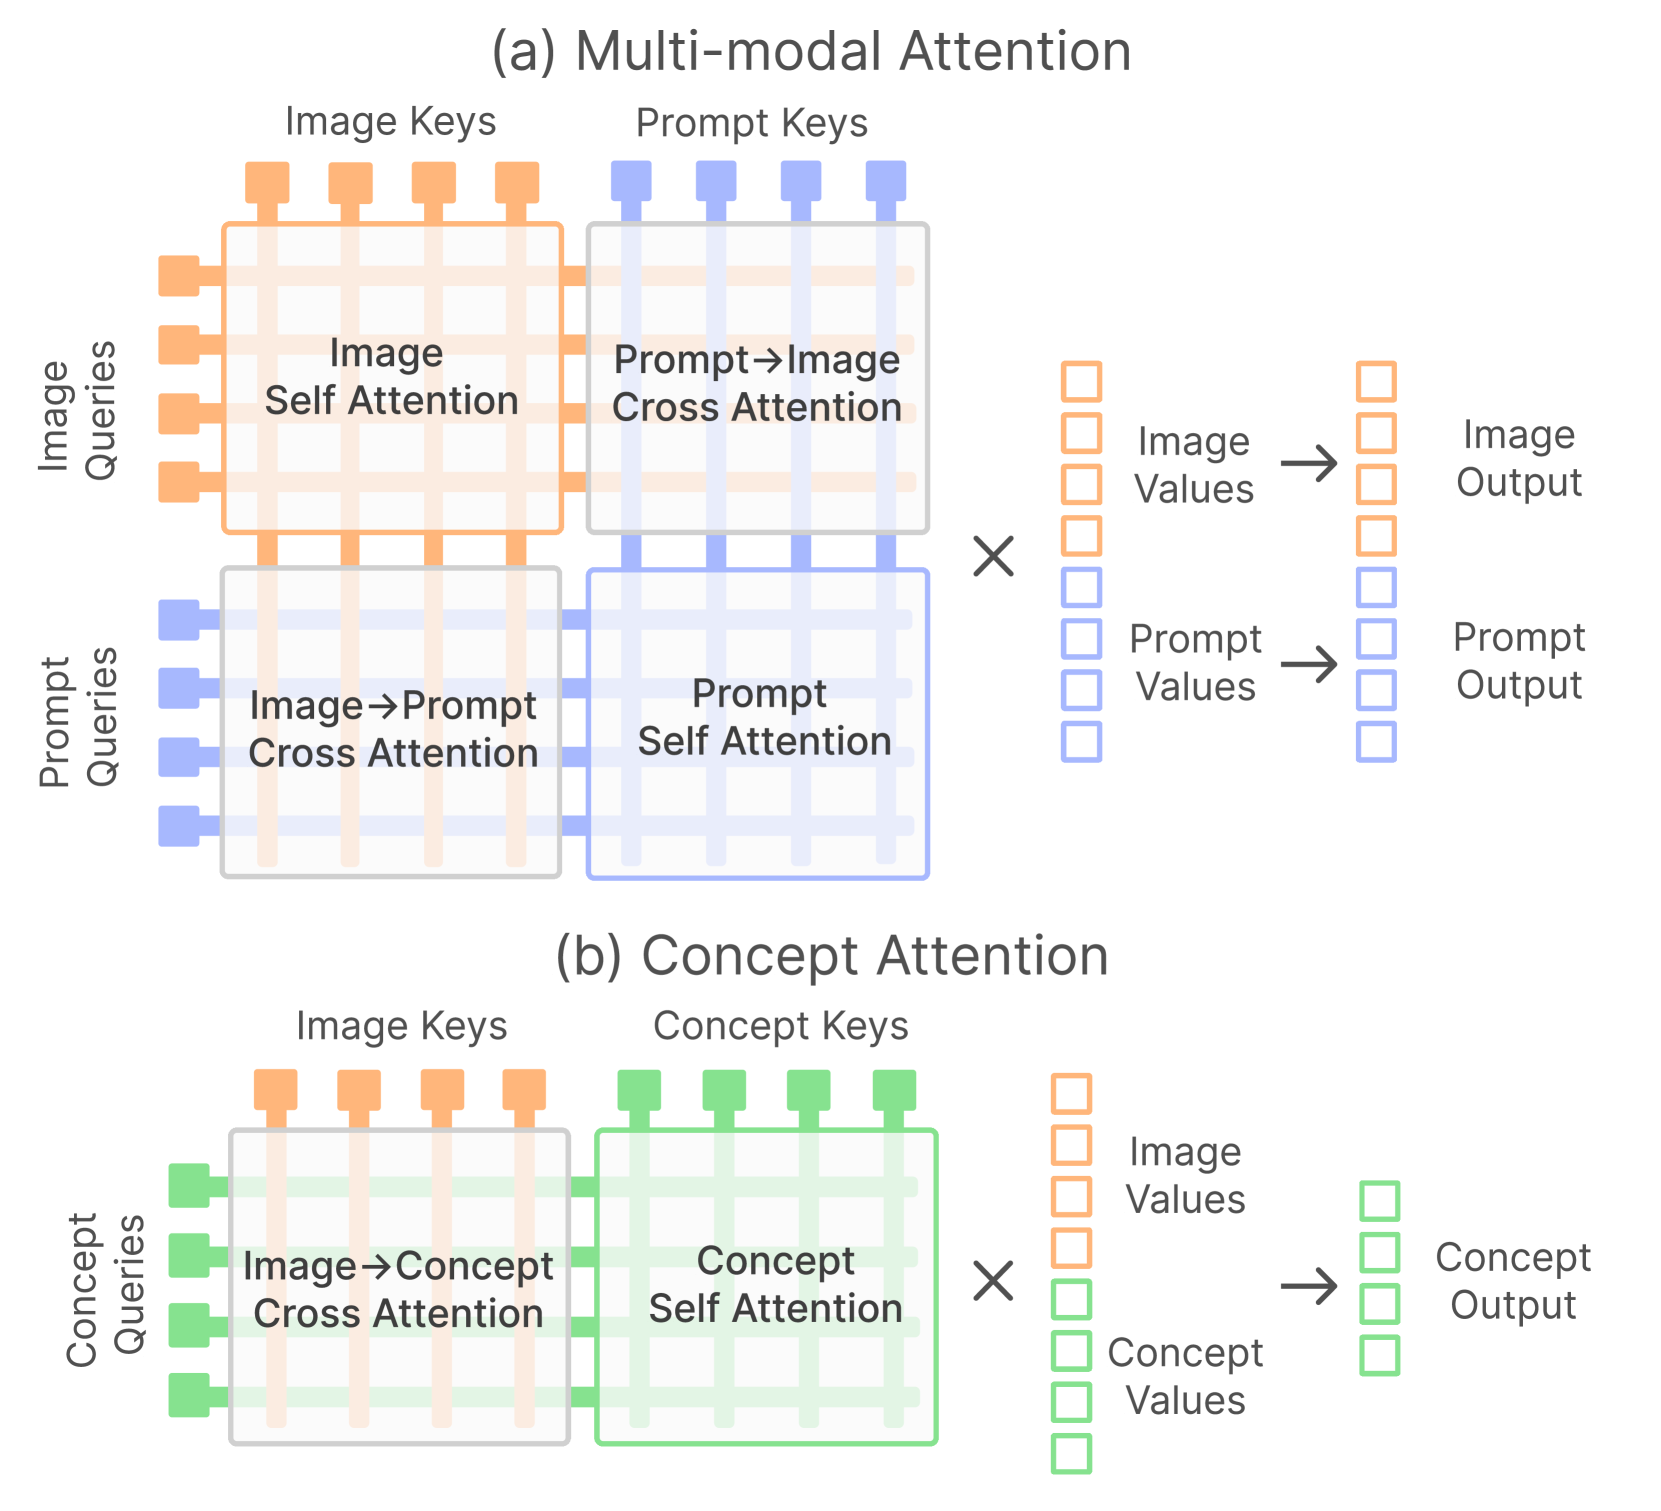 (a) Multi-modal Attention
Image Keys
Prompt Keys
Image
Queries
Image
Self Attention
Prompt→Image
Cross Attention
Prompt
Queries
Image→Prompt
Cross Attention
Prompt
Self Attention
×
Image
Values
→
Image
Output
Prompt
Values
→
Prompt
Output
(b) Concept Attention
Image Keys
Concept Keys
Concept
Queries
Image→Concept
Cross Attention
Concept
Self Attention
×
Image
Values
Concept
Values
→
Concept
Output